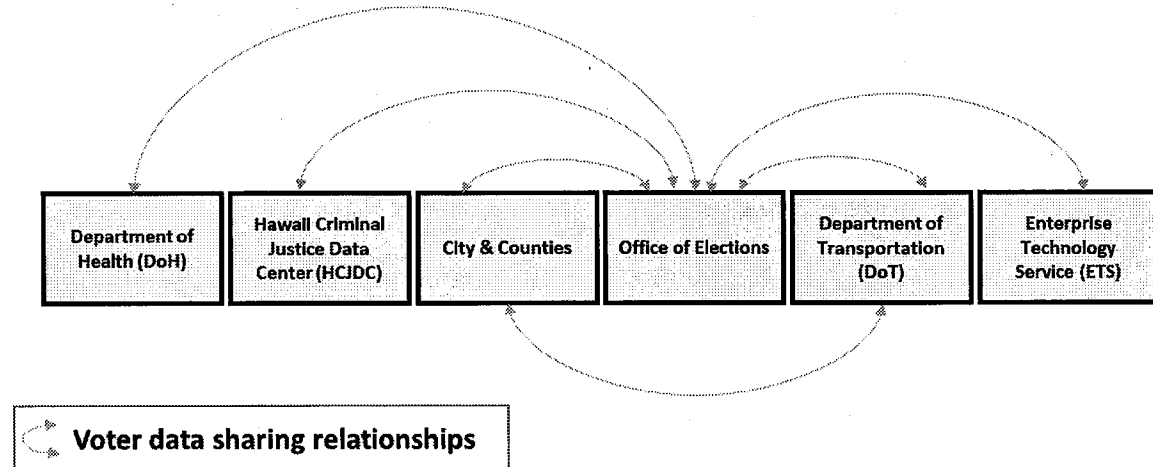 Department of
Health (DoH)
Hawaii Criminal
Justice Data
Center (HCJDC)
City & Counties
Office of Elections
Department of
Transportation
(DoT)
Enterprise
Technology
Service (ETS)
Voter data sharing relationships